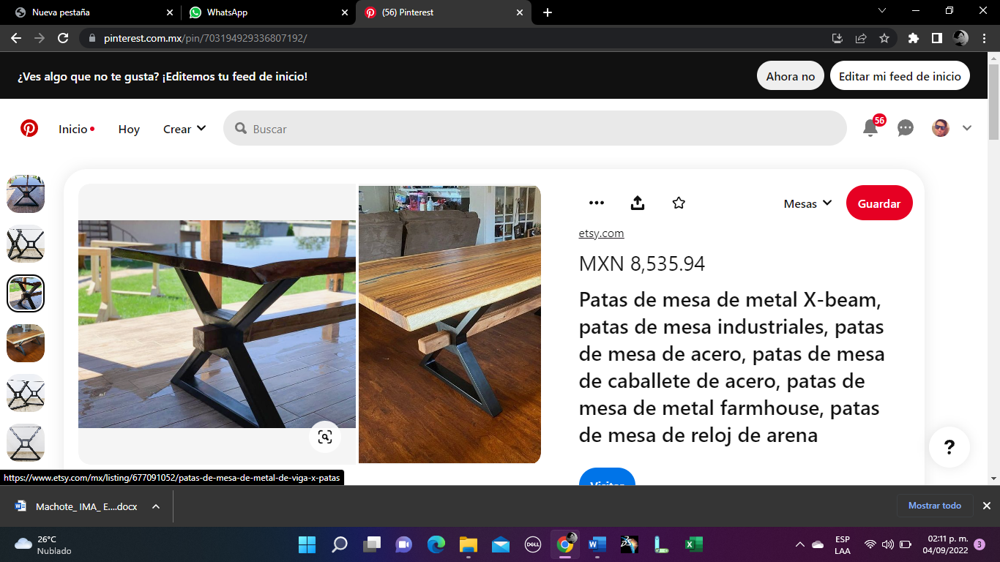 Nueva pestaña
WhatsApp
(56) Pinterest
pinterest.com.mx/pin/703194929336807192/
¿Ves algo que no te gusta? ¡Editemos tu feed de inicio!
Ahora no
Editar mi feed de inicio
Inicio
Hoy
Crear
Buscar
56
Mesas
Guardar
etsy.com
MXN 8,535.94
Patas de mesa de metal X-beam,
patas de mesa industriales, patas
de mesa de acero, patas de mesa
de caballete de acero, patas de
mesa de metal farmhouse, patas
de mesa de reloj de arena
Visitar
?
https://www.etsy.com/mx/listing/677091052/patas-de-mesa-de-metal-de-viga-x-patas
Machote_ IMA_ E....docx
Mostrar todo
26°C
Nublado
DELL
ESP
LAA
02:11 p. m.
04/09/2022
3